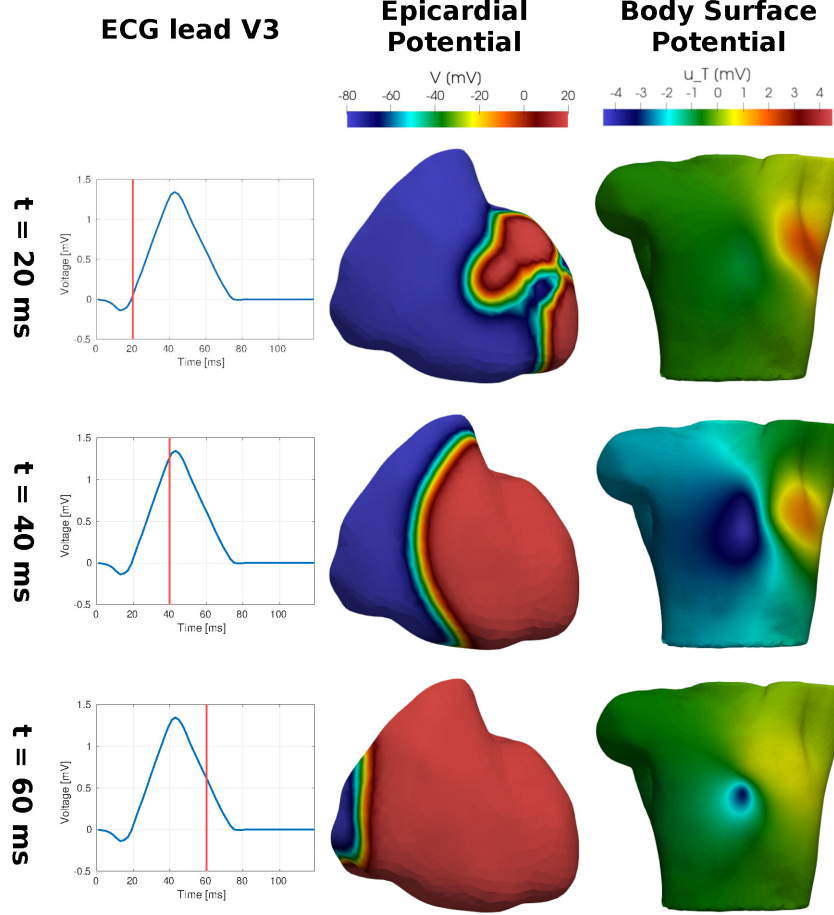 ECG lead V3
Epicardial
Potential
Body Surface
Potential
V (mV)
-80 -60 -40 -20 0 20
u_T (mV)
-4 -3 -2 -1 0 1 2 3 4
t = 20 ms
Voltage [mV]
1.5
1
0.5
0
-0.5
0 20 40 60 80 100
Time [ms]
t = 40 ms
Voltage [mV]
1.5
1
0.5
0
-0.5
0 20 40 60 80 100
Time [ms]
t = 60 ms
Voltage [mV]
1.5
1
0.5
0
-0.5
0 20 40 60 80 100
Time [ms]